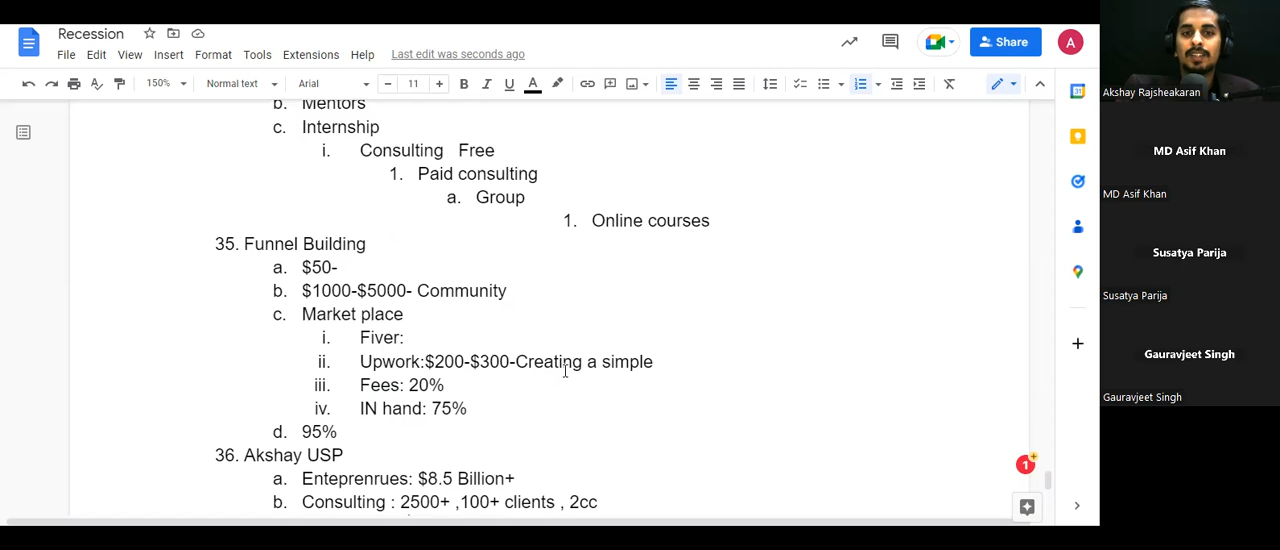 Recession
File Edit View Insert Format Tools Extensions Help Last edit was seconds ago
Share
A
150% Normal text Arial 11
b. Mentors
c. Internship
i. Consulting Free
1. Paid consulting
a. Group
1. Online courses
35. Funnel Building
a. $50-
b. $1000-$5000- Community
c. Market place
i. Fiver:
ii. Upwork:$200-$300-Creating a simple
iii. Fees: 20%
iv. IN hand: 75%
d. 95%
36. Akshay USP
a. Enteprenrues: $8.5 Billion+
b. Consulting : 2500+ ,100+ clients , 2cc
1
Akshay Rajsheakaran
MD Asif Khan
MD Asif Khan
Susatya Parija
Susatya Parija
Gauravjeet Singh
Gauravjeet Singh